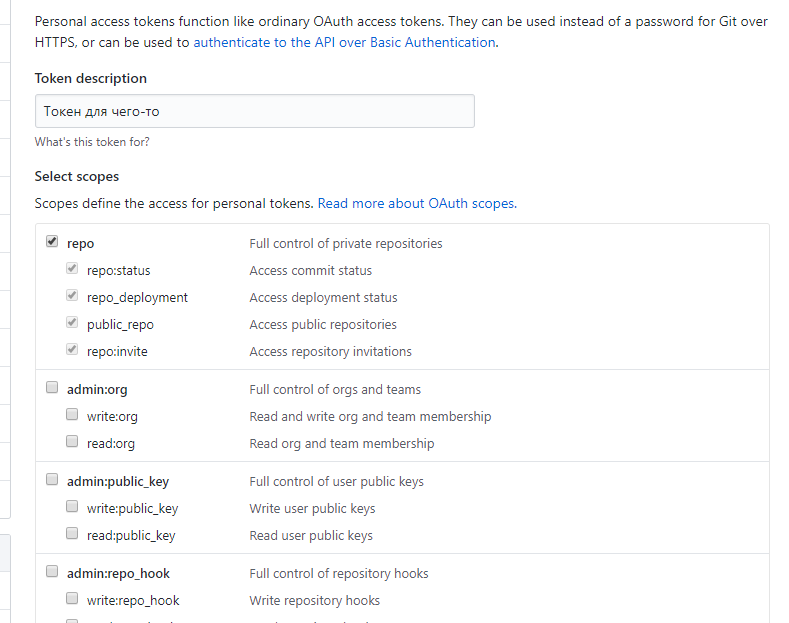 Personal access tokens function like ordinary OAuth access tokens. They can be used instead of a password for Git over
HTTPS, or can be used to authenticate to the API over Basic Authentication.
Token description
Токен для чего-то
What's this token for?
Select scopes
Scopes define the access for personal tokens. Read more about OAuth scopes.
repo Full control of private repositories
repo:status Access commit status
repo_deployment Access deployment status
public_repo Access public repositories
repo:invite Access repository invitations
admin:org Full control of orgs and teams
write:org Read and write org and team membership
read:org Read org and team membership
admin:public_key Full control of user public keys
write:public_key Write user public keys
read:public_key Read user public keys
admin:repo_hook Full control of repository hooks
write:repo_hook Write repository hooks